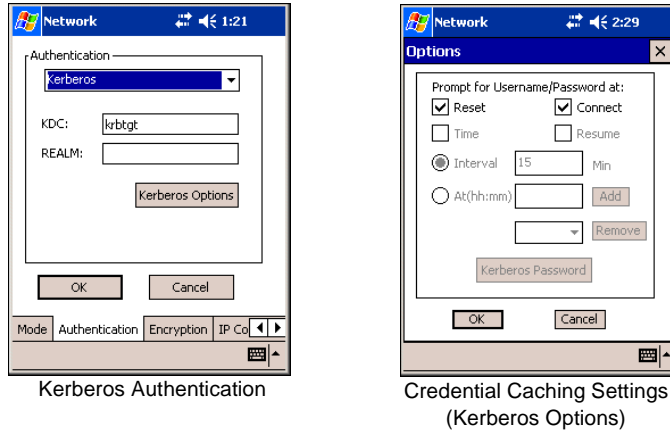 Network 1:21
Authentication
Kerberos
KDC: krbtgt
REALM:
Kerberos Options
OK Cancel
Mode Authentication Encryption IP Co
Kerberos Authentication
Network 2:29
Options
Prompt for Username/Password at:
Reset Connect
Time Resume
Interval 15 Min
At(hh:mm) Add
Remove
Kerberos Password
OK Cancel
Credential Caching Settings
(Kerberos Options)